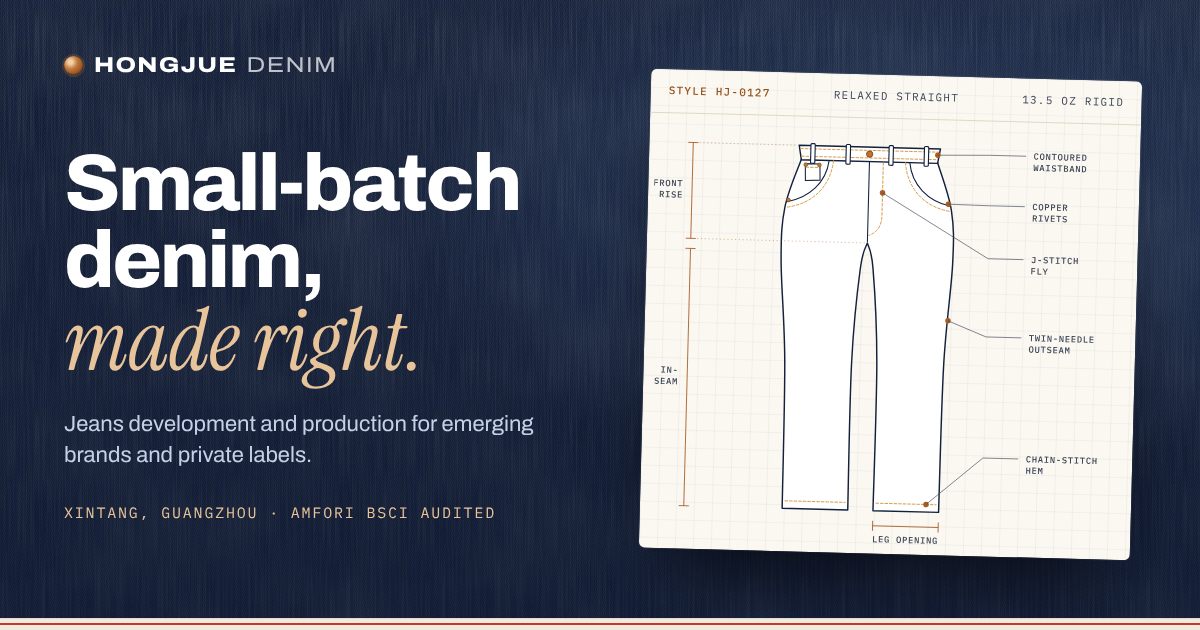 HONGJUE DENIM
Small-batch
denim,
made right.
Jeans development and production for emerging
brands and private labels.
XINTANG, GUANGZHOU · AMFORI BSCI AUDITED
STYLE HJ-0127
RELAXED STRAIGHT
13.5 OZ RIGID
FRONT
RISE
IN-
SEAM
CONTOURED
WAISTBAND
COPPER
RIVETS
J-STITCH
FLY
TWIN-NEEDLE
OUTSEAM
CHAIN-STITCH
HEM
LEG OPENING